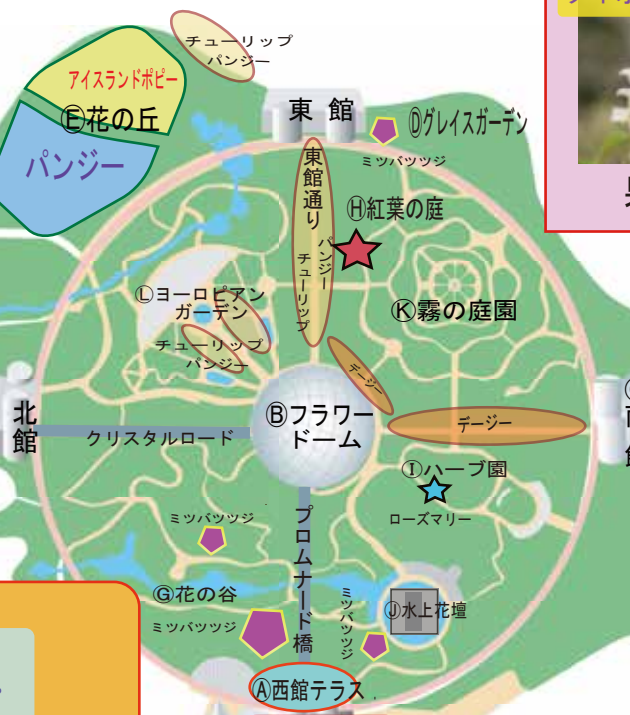 チューリップ
パンジー
アイスランドポピー
Ⓔ花の丘
パンジー
東館
Ⓓグレイスガーデン
ミツバツツジ
東館通り
パンジー
チューリップ
Ⓗ紅葉の庭
Ⓛヨーロピアン
ガーデン
チューリップ
パンジー
Ⓚ霧の庭園
デージー
北館
クリスタルロード
Ⓑフラワー
ドーム
デージー
Ⓘハーブ園
ローズマリー
ミツバツツジ
プロムナード橋
Ⓖ花の谷
ミツバツツジ
ミツバツツジ
Ⓙ水上花壇
Ⓐ西館テラス